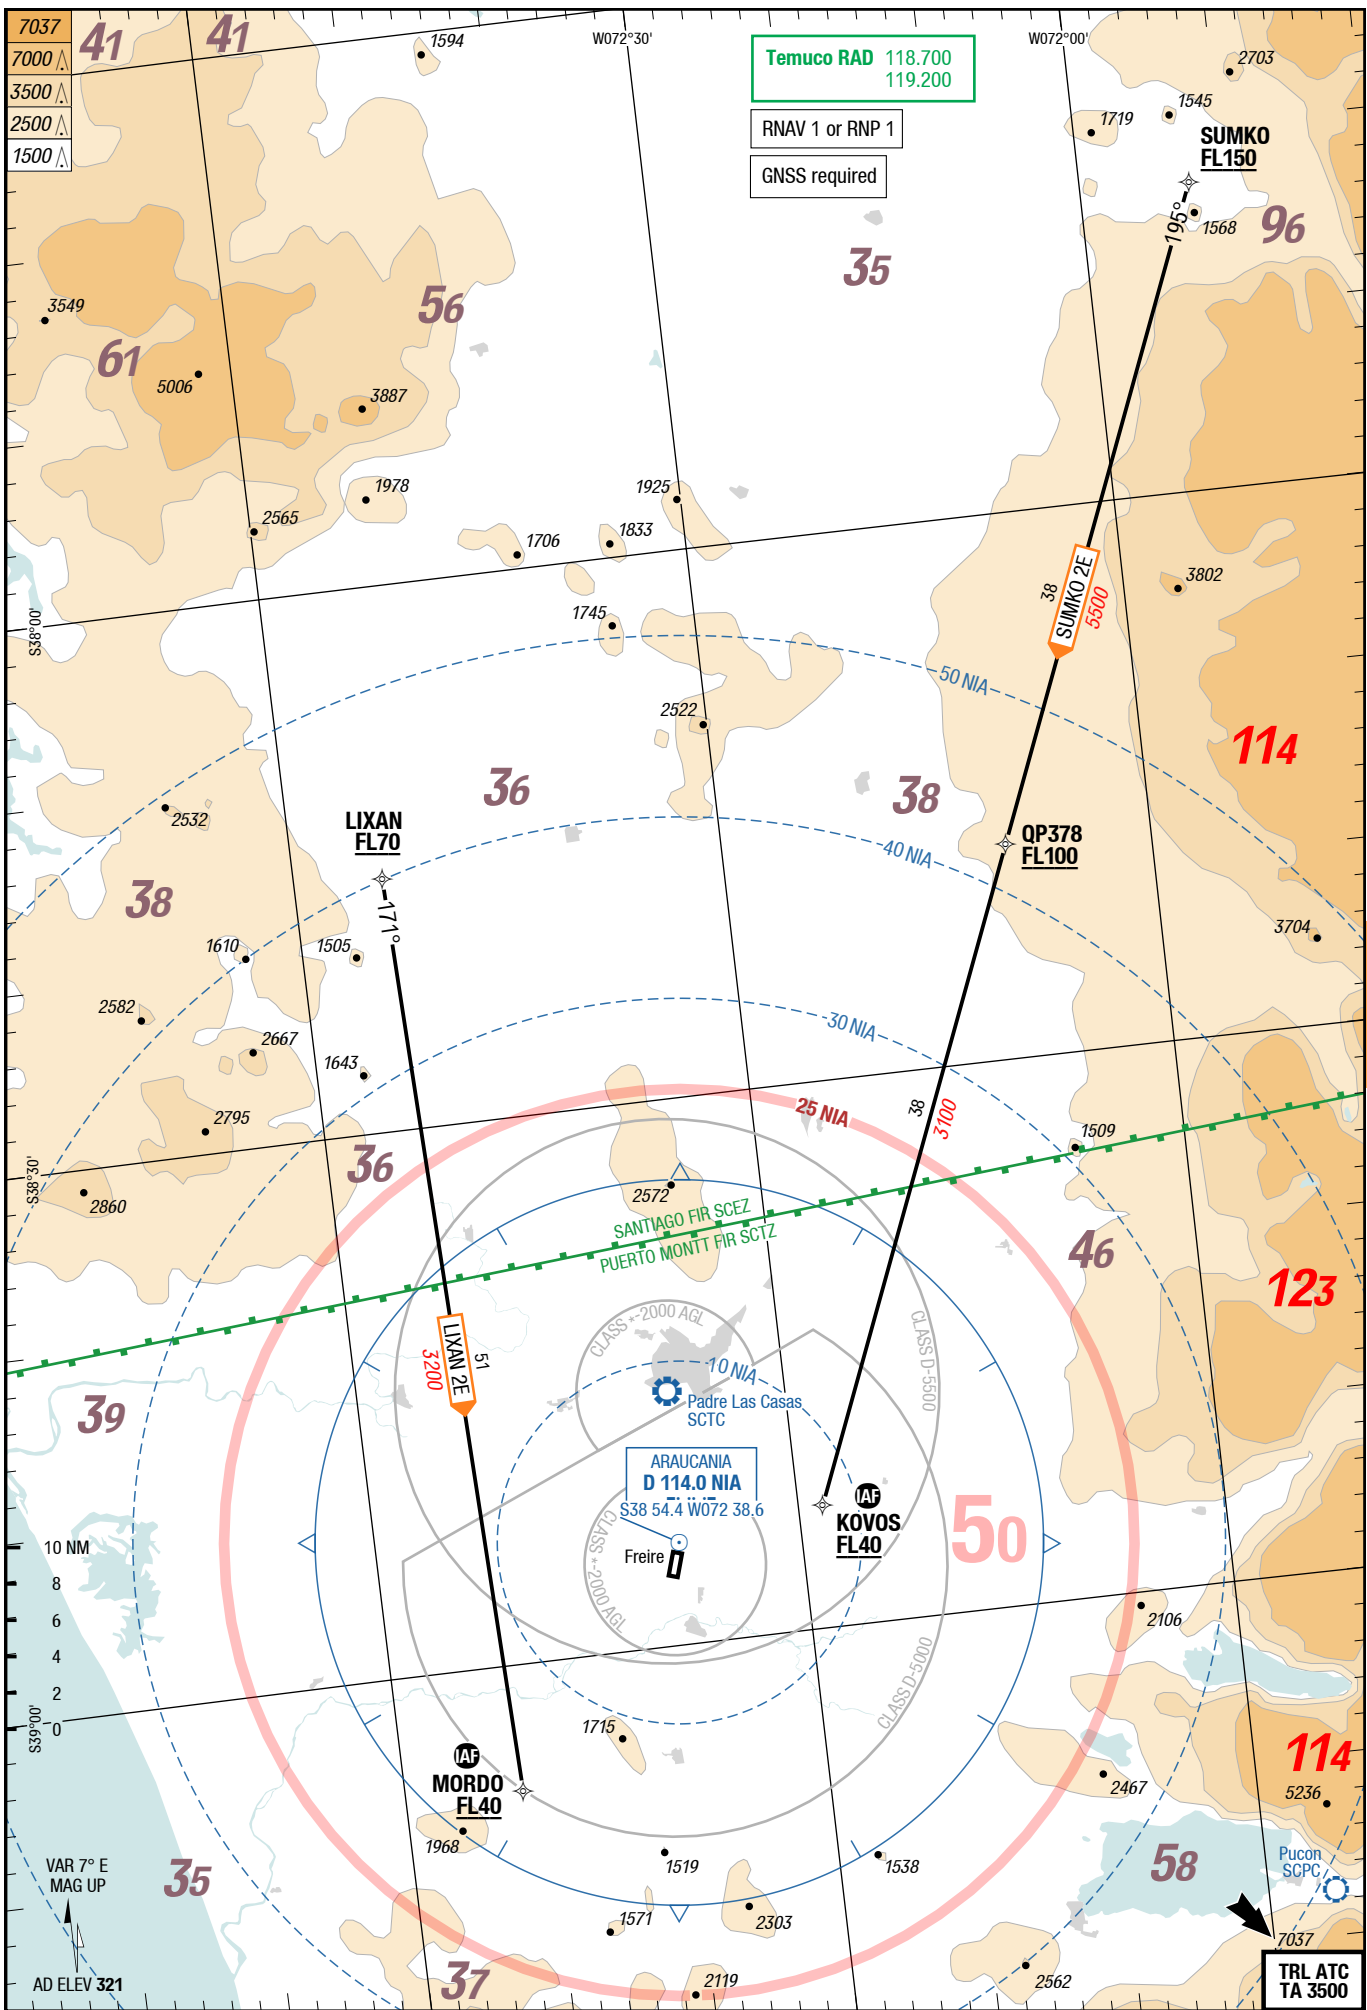 7037
7000
3500
2500
1500
41
41
1594
W072°30'
Temuco RAD 118.700
119.200
RNAV 1 or RNP 1
GNSS required
W072°00'
2703
1545
1719
SUMKO
FL150
195°
1568
96
35
56
3549
61
5006
3887
1978
2565
1706
1925
1833
1745
S38°00'
38
SUMKO 2E
5500
3802
50 NIA
2522
114
36
38
2532
LIXAN
FL70
40 NIA
QP378
FL100
38
171°
1610
1505
3704
2582
2667
1643
30 NIA
2795
25 NIA
38
3100
1509
S38°30'
2860
36
2572
SANTIAGO FIR SCEZ
PUERTO MONTT FIR SCTZ
46
123
CLASS *-2000 AGL
CLASS D-5500
LIXAN 2E
51
3200
10 NIA
39
Padre Las Casas
SCTC
ARAUCANIA
D 114.0 NIA
S38 54.4 W072 38.6
IAF
KOVOS
FL40
50
Freire
CLASS *-2000 AGL
10 NM
8
6
4
2
0
S39°00'
2106
CLASS D-5000
1715
IAF
MORDO
FL40
1968
114
2467
5236
1519
1538
58
Pucon
SCPC
VAR 7° E
MAG UP
35
1571
2303
7037
AD ELEV 321
37
2119
2562
TRL ATC
TA 3500